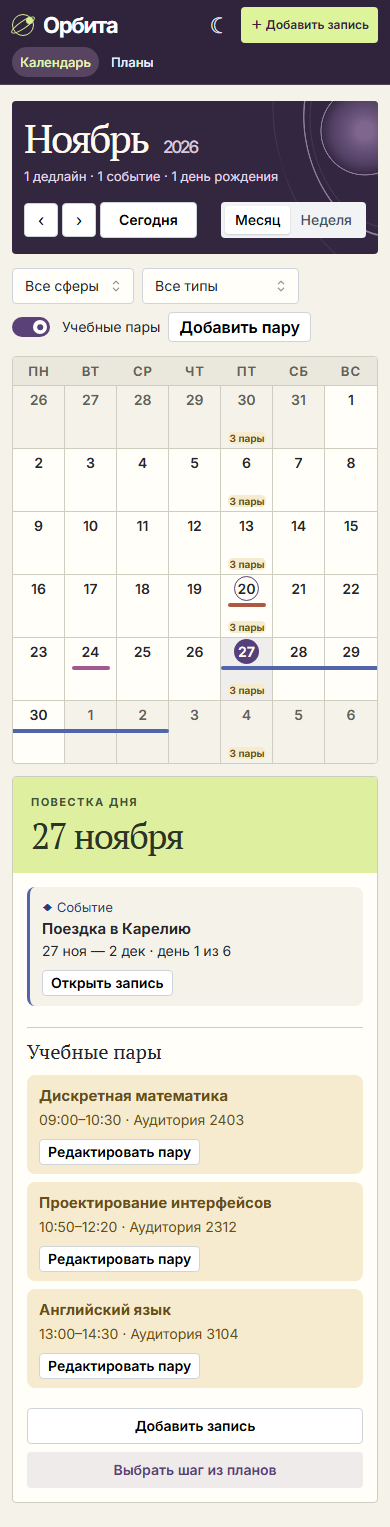 Орбита
+ Добавить запись
Календарь Планы
Ноябрь 2026
1 дедлайн · 1 событие · 1 день рождения
‹ › Сегодня Месяц Неделя
Все сферы Все типы
Учебные пары Добавить пару
ПН ВТ СР ЧТ ПТ СБ ВС
26 27 28 29 30 31 1
3 пары
2 3 4 5 6 7 8
3 пары
9 10 11 12 13 14 15
3 пары
16 17 18 19 20 21 22
3 пары
23 24 25 26 27 28 29
3 пары
30 1 2 3 4 5 6
3 пары
ПОВЕСТКА ДНЯ
27 ноября
◆ Событие
Поездка в Карелию
27 ноя — 2 дек · день 1 из 6
Открыть запись
Учебные пары
Дискретная математика
09:00–10:30 · Аудитория 2403
Редактировать пару
Проектирование интерфейсов
10:50–12:20 · Аудитория 2312
Редактировать пару
Английский язык
13:00–14:30 · Аудитория 3104
Редактировать пару
Добавить запись
Выбрать шаг из планов